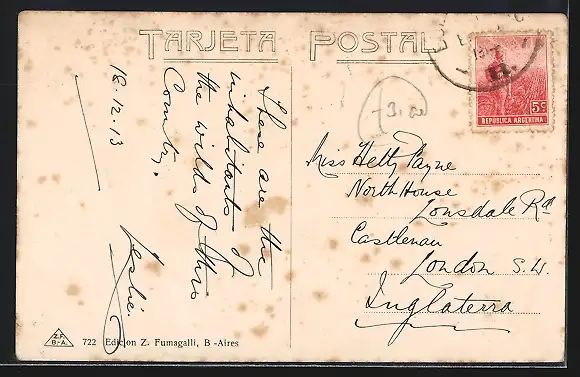 TARJETA POSTAL
5c
REPUBLICA ARGENTINA
18.12.13
These are the
inhabitants of
the wilds of this
Country.
Leslie.
Miss Hetty Payne
North House
Lonsdale Rd
Castlenau
London S.W.
Inglaterra
Z.F.
B.-A.
722 Edicion Z. Fumagalli, B -Aires